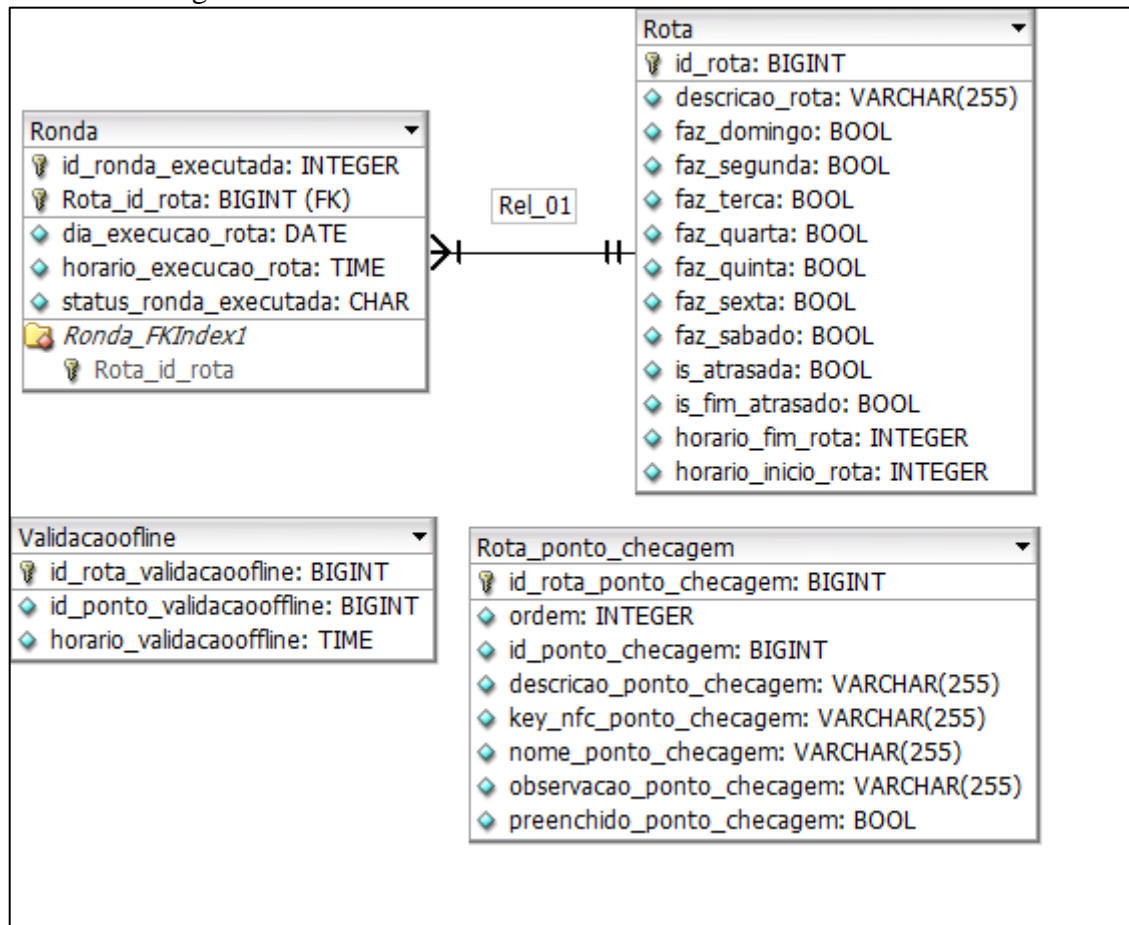 Rota
id_rota: BIGINT
descricao_rota: VARCHAR(255)
faz_domingo: BOOL
faz_segunda: BOOL
faz_terca: BOOL
faz_quarta: BOOL
faz_quinta: BOOL
faz_sexta: BOOL
faz_sabado: BOOL
is_atrasada: BOOL
is_fim_atrasado: BOOL
horario_fim_rota: INTEGER
horario_inicio_rota: INTEGER
Ronda
id_ronda_executada: INTEGER
Rota_id_rota: BIGINT (FK)
dia_execucao_rota: DATE
horario_execucao_rota: TIME
status_ronda_executada: CHAR
Ronda_FKIndex1
Rota_id_rota
Rel_01
Validacaoofline
id_rota_validacaoofline: BIGINT
id_ponto_validacaooffline: BIGINT
horario_validacaooffline: TIME
Rota_ponto_checagem
id_rota_ponto_checagem: BIGINT
ordem: INTEGER
id_ponto_checagem: BIGINT
descricao_ponto_checagem: VARCHAR(255)
key_nfc_ponto_checagem: VARCHAR(255)
nome_ponto_checagem: VARCHAR(255)
observacao_ponto_checagem: VARCHAR(255)
preenchido_ponto_checagem: BOOL